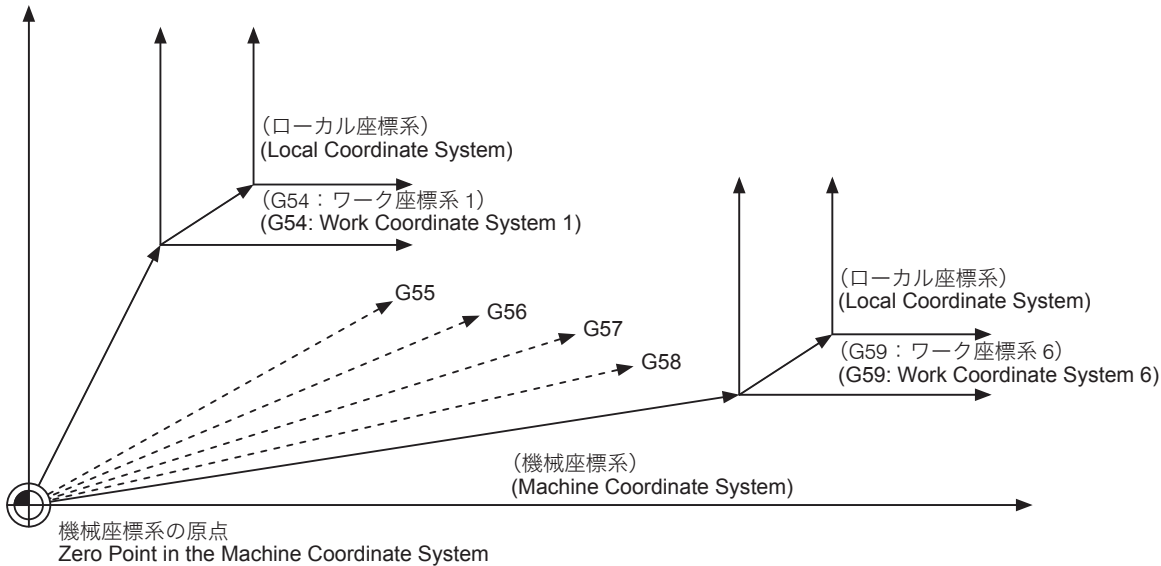 （ローカル座標系）
(Local Coordinate System)
（G54：ワーク座標系 1）
(G54: Work Coordinate System 1)
G55
G56
G57
G58
（ローカル座標系）
(Local Coordinate System)
（G59：ワーク座標系 6）
(G59: Work Coordinate System 6)
（機械座標系）
(Machine Coordinate System)
機械座標系の原点
Zero Point in the Machine Coordinate System